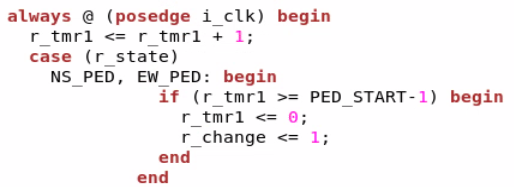 always @ (posedge i_clk) begin
r_tmr1 <= r_tmr1 + 1;
case (r_state)
NS_PED, EW_PED: begin
if (r_tmr1 >= PED_START-1) begin
r_tmr1 <= 0;
r_change <= 1;
end
end